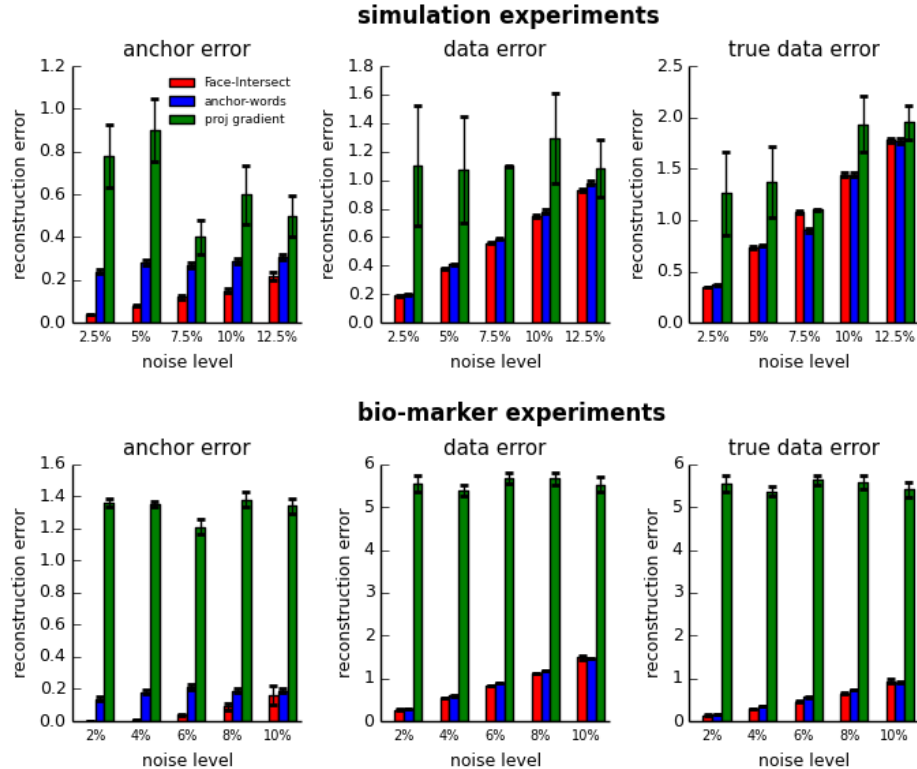 simulation experiments
anchor error
data error
true data error
reconstruction error
1.2
1.0
0.8
0.6
0.4
0.2
0.0
Face-Intersect
anchor-words
proj gradient
2.5% 5% 7.5% 10% 12.5%
noise level
reconstruction error
1.8
1.6
1.4
1.2
1.0
0.8
0.6
0.4
0.2
0.0
2.5% 5% 7.5% 10% 12.5%
noise level
reconstruction error
2.5
2.0
1.5
1.0
0.5
0.0
2.5% 5% 7.5% 10% 12.5%
noise level
bio-marker experiments
anchor error
data error
true data error
reconstruction error
1.6
1.4
1.2
1.0
0.8
0.6
0.4
0.2
0.0
2% 4% 6% 8% 10%
noise level
reconstruction error
6
5
4
3
2
1
0
2% 4% 6% 8% 10%
noise level
reconstruction error
6
5
4
3
2
1
0
2% 4% 6% 8% 10%
noise level